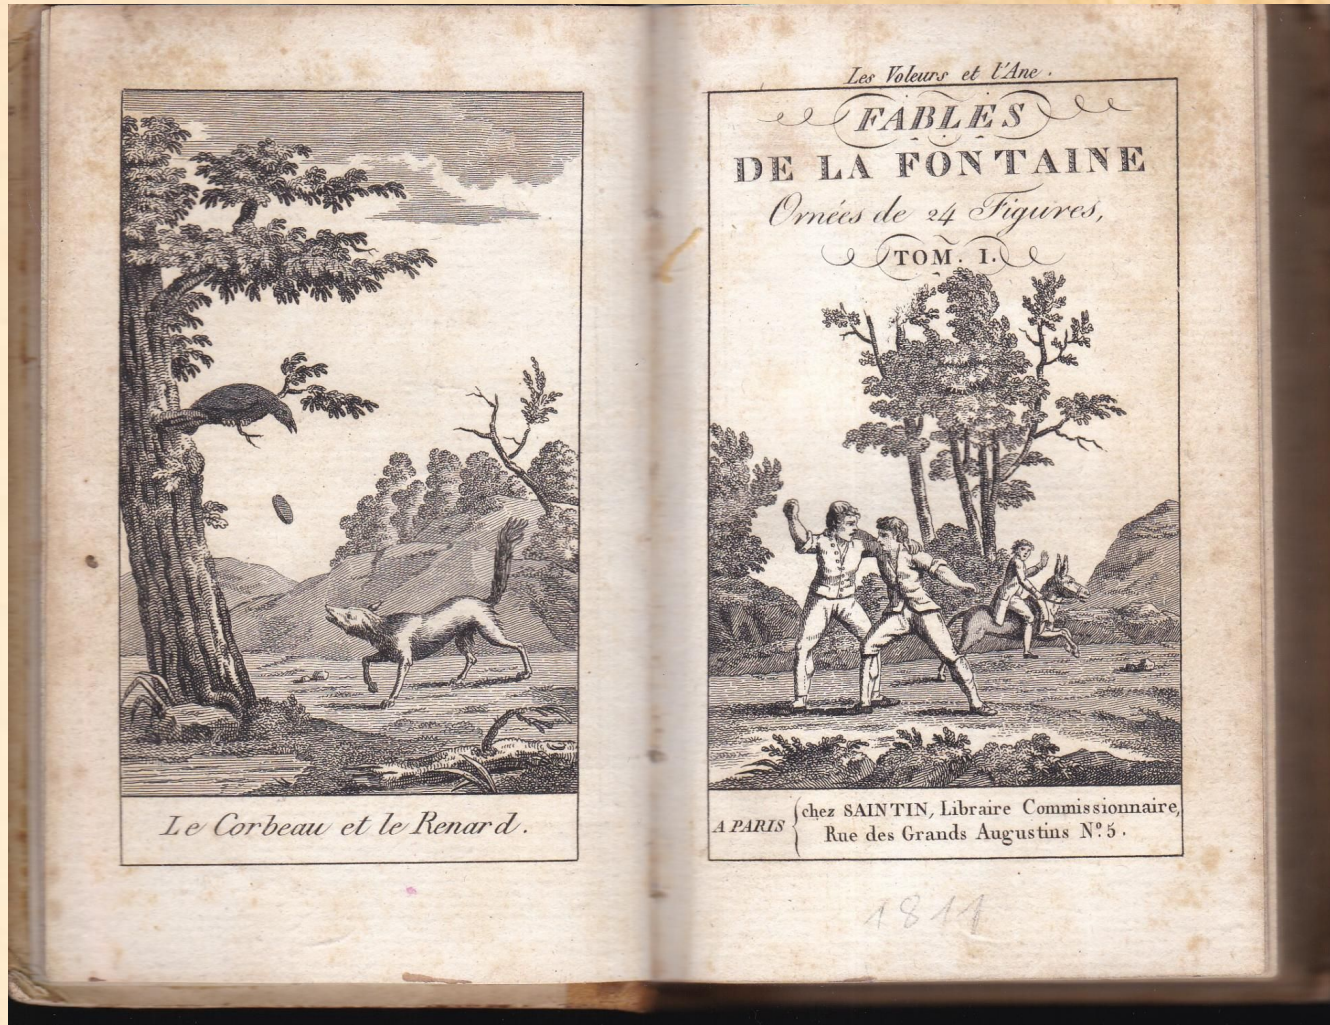 Le Corbeau et le Renard.
Les Voleurs et l'Ane.
FABLES
DE LA FONTAINE
Ornées de 24 Figures,
TOM. I.
A PARIS
chez SAINTIN, Libraire Commissionnaire,
Rue des Grands Augustins Nº 5.
1811